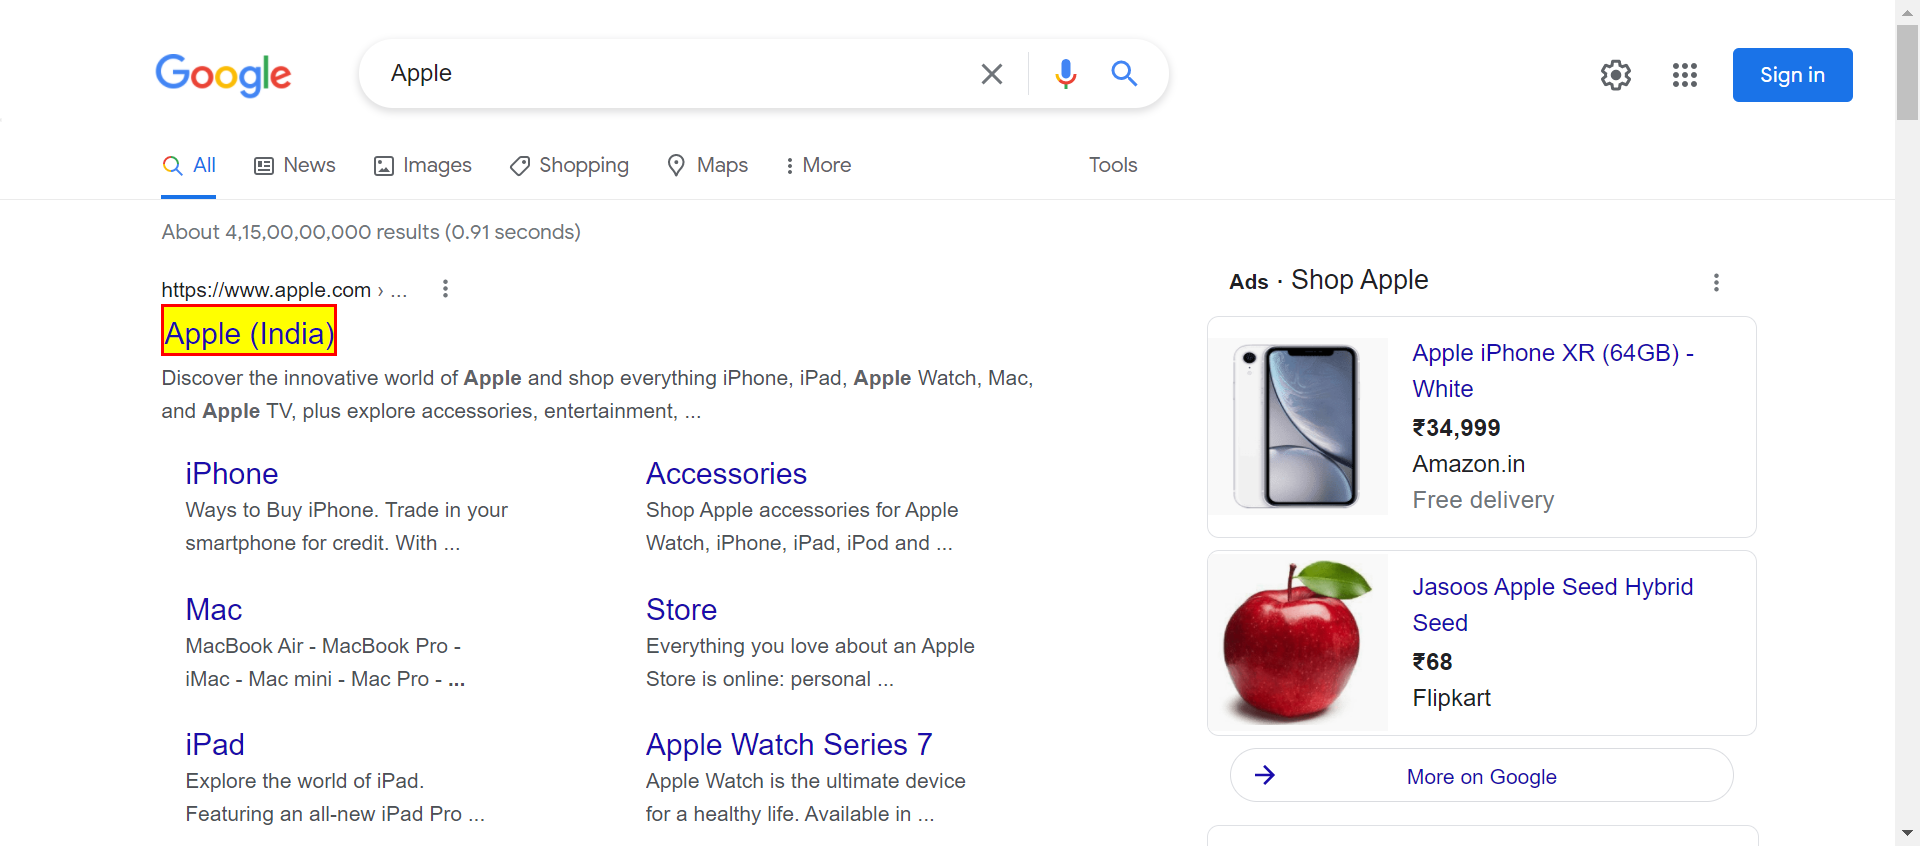 Google
Apple
Sign in
All
News
Images
Shopping
Maps
More
Tools
About 4,15,00,00,000 results (0.91 seconds)
https://www.apple.com › ...
Apple (India)
Discover the innovative world of Apple and shop everything iPhone, iPad, Apple Watch, Mac,
and Apple TV, plus explore accessories, entertainment, ...
iPhone
Ways to Buy iPhone. Trade in your
smartphone for credit. With ...
Accessories
Shop Apple accessories for Apple
Watch, iPhone, iPad, iPod and ...
Mac
MacBook Air - MacBook Pro -
iMac - Mac mini - Mac Pro - ...
Store
Everything you love about an Apple
Store is online: personal ...
iPad
Explore the world of iPad.
Featuring an all-new iPad Pro ...
Apple Watch Series 7
Apple Watch is the ultimate device
for a healthy life. Available in ...
Ads · Shop Apple
Apple iPhone XR (64GB) -
White
₹34,999
Amazon.in
Free delivery
Jasoos Apple Seed Hybrid
Seed
₹68
Flipkart
More on Google